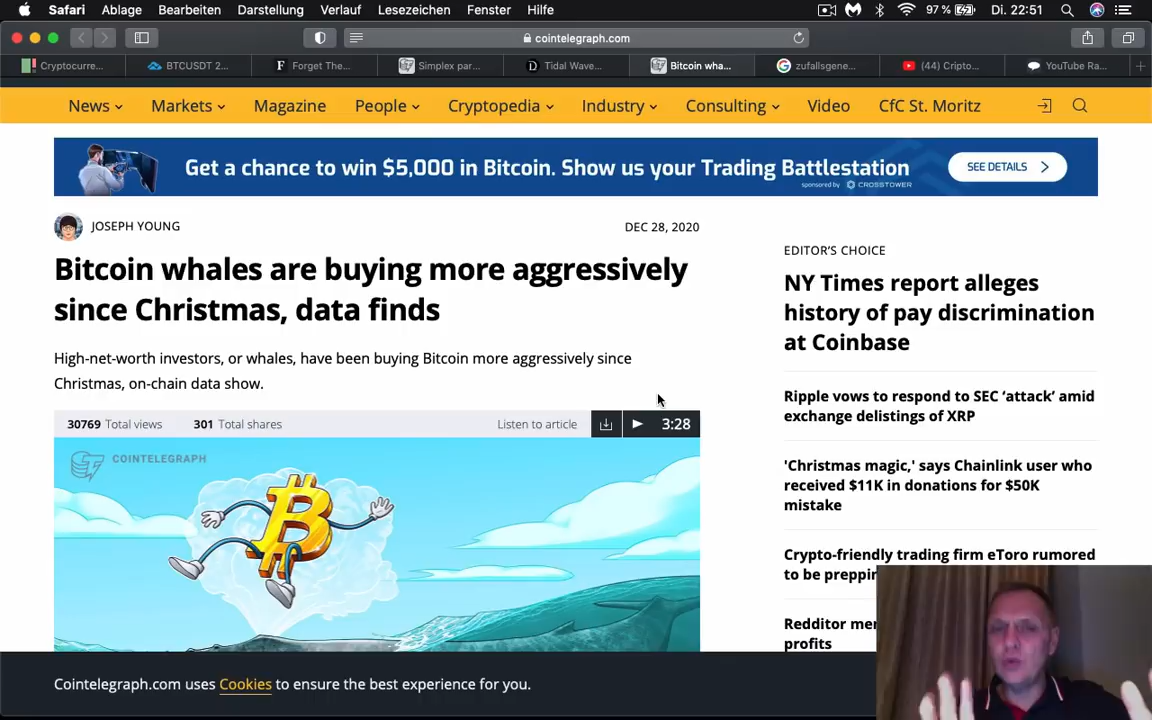 Safari Ablage Bearbeiten Darstellung Verlauf Lesezeichen Fenster Hilfe 97 % Di. 22:51
cointelegraph.com
Cryptocurre... BTCUSDT 2... Forget The... Simplex par... Tidal Wave... Bitcoin wha... zufallsgene... (44) Cripto... YouTube Ra...
News Markets Magazine People Cryptopedia Industry Consulting Video CfC St. Moritz
Get a chance to win $5,000 in Bitcoin. Show us your Trading Battlestation SEE DETAILS
sponsored by CROSSTOWER
JOSEPH YOUNG DEC 28, 2020
Bitcoin whales are buying more aggressively
since Christmas, data finds
High-net-worth investors, or whales, have been buying Bitcoin more aggressively since
Christmas, on-chain data show.
30769 Total views 301 Total shares Listen to article 3:28
COINTELEGRAPH
EDITOR'S CHOICE
NY Times report alleges
history of pay discrimination
at Coinbase
Ripple vows to respond to SEC ‘attack’ amid
exchange delistings of XRP
'Christmas magic,' says Chainlink user who
received $11K in donations for $50K
mistake
Crypto-friendly trading firm eToro rumored
to be preppin
Redditor me
profits
Cointelegraph.com uses Cookies to ensure the best experience for you.